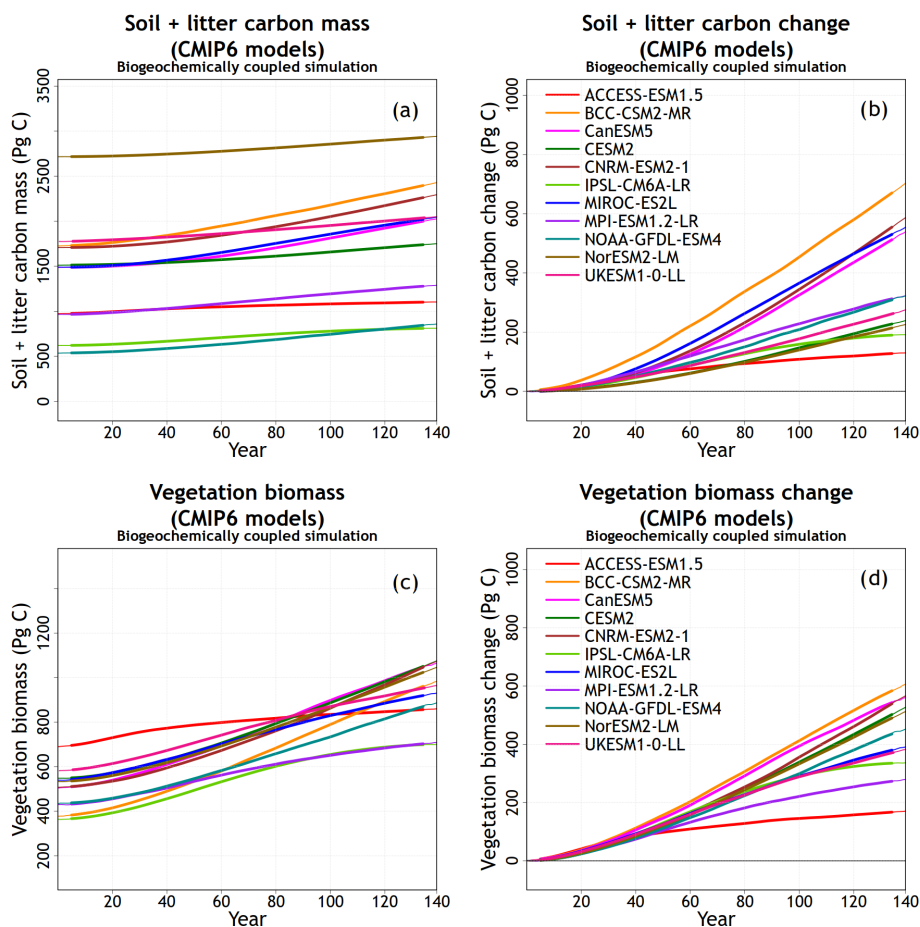 Soil + litter carbon mass
(CMIP6 models)
Biogeochemically coupled simulation
(a)
Soil + litter carbon mass (Pg C)
3500
2500
1500
500
0
20 40 60 80 100 120 140
Year
Soil + litter carbon change
(CMIP6 models)
Biogeochemically coupled simulation
(b)
Soil + litter carbon change (Pg C)
1000
800
600
400
200
0
ACCESS-ESM1.5
BCC-CSM2-MR
CanESM5
CESM2
CNRM-ESM2-1
IPSL-CM6A-LR
MIROC-ES2L
MPI-ESM1.2-LR
NOAA-GFDL-ESM4
NorESM2-LM
UKESM1-0-LL
20 40 60 80 100 120 140
Year
Vegetation biomass
(CMIP6 models)
Biogeochemically coupled simulation
(c)
Vegetation biomass (Pg C)
1200
1000
800
600
400
200
20 40 60 80 100 120 140
Year
Vegetation biomass change
(CMIP6 models)
Biogeochemically coupled simulation
(d)
Vegetation biomass change (Pg C)
1000
800
600
400
200
0
ACCESS-ESM1.5
BCC-CSM2-MR
CanESM5
CESM2
CNRM-ESM2-1
IPSL-CM6A-LR
MIROC-ES2L
MPI-ESM1.2-LR
NOAA-GFDL-ESM4
NorESM2-LM
UKESM1-0-LL
20 40 60 80 100 120 140
Year